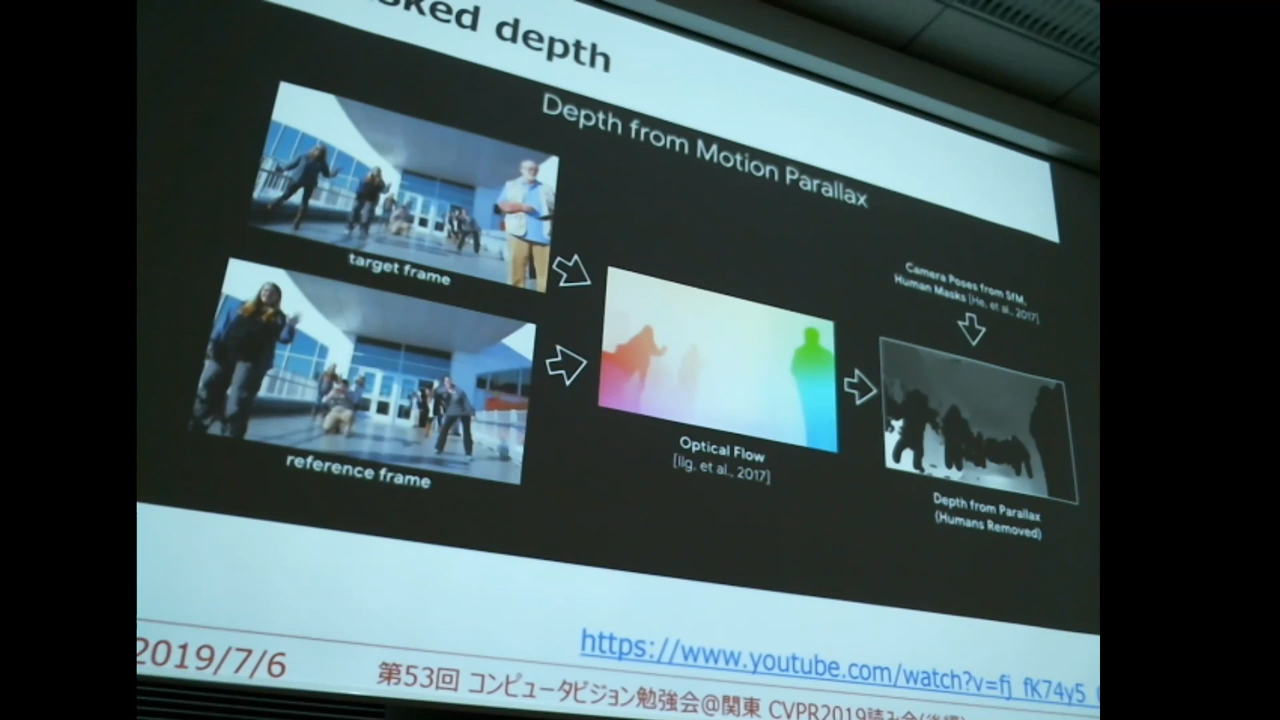 depth
Depth from Motion Parallax
target frame
reference frame
Optical Flow
[Ilg, et al., 2017]
Camera Poses from SfM,
Human Masks [He, et al., 2017]
Depth from Parallax
(Humans Removed)
https://www.youtube.com/watch?v=fj_fK74y5_
2019/7/6
第53回 コンピュータビジョン勉強会@関東 CVPR2019読み会(後編)